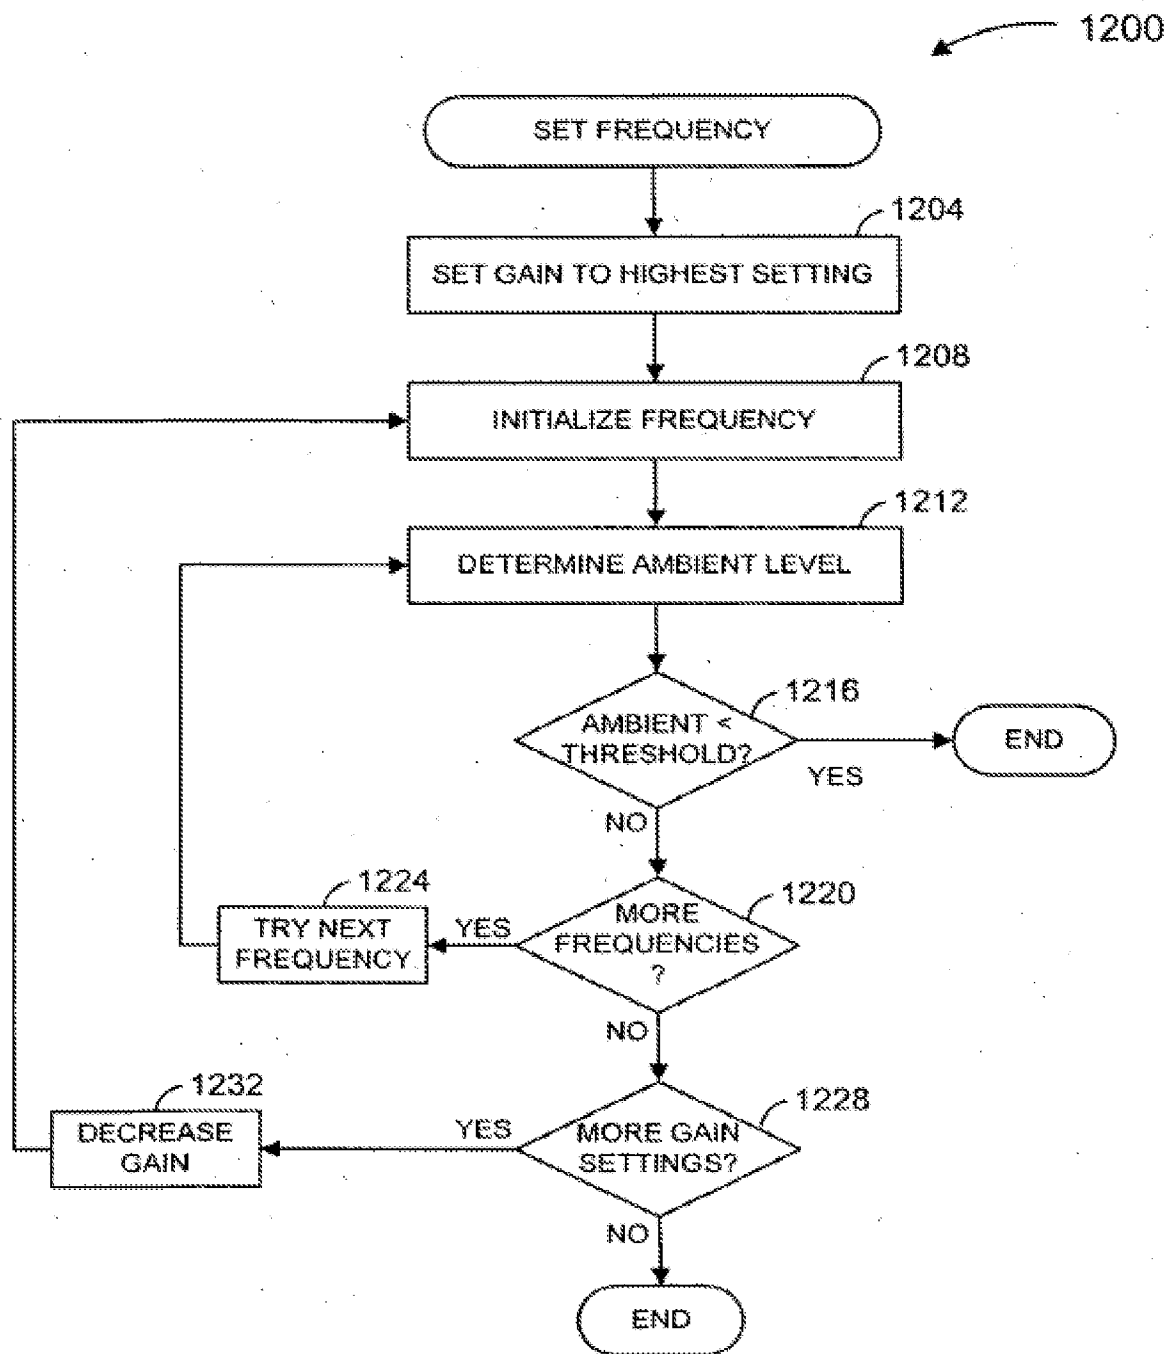 1200
SET FREQUENCY
1204
SET GAIN TO HIGHEST SETTING
1208
INITIALIZE FREQUENCY
1212
DETERMINE AMBIENT LEVEL
1216
AMBIENT <
THRESHOLD?
YES
END
NO
1220
MORE
FREQUENCIES
?
YES
1224
TRY NEXT
FREQUENCY
NO
1228
MORE GAIN
SETTINGS?
YES
1232
DECREASE
GAIN
NO
END